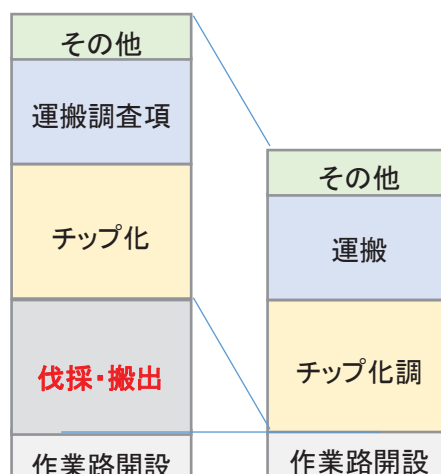 その他
運搬調査項
チップ化
伐採・搬出
作業路開設
その他
運搬
チップ化調
作業路開設